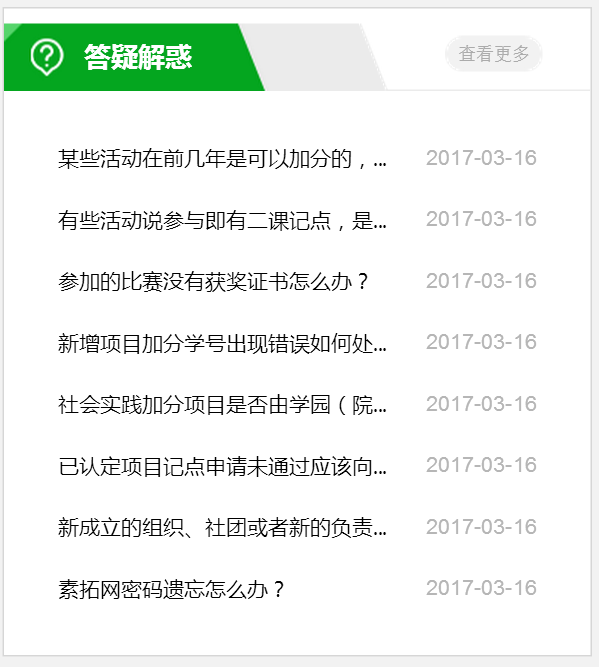 答疑解惑 查看更多
某些活动在前几年是可以加分的，... 2017-03-16
有些活动说参与即有二课记点，是... 2017-03-16
参加的比赛没有获奖证书怎么办？ 2017-03-16
新增项目加分学号出现错误如何处... 2017-03-16
社会实践加分项目是否由学园（院... 2017-03-16
已认定项目记点申请未通过应该向... 2017-03-16
新成立的组织、社团或者新的负责... 2017-03-16
素拓网密码遗忘怎么办？ 2017-03-16